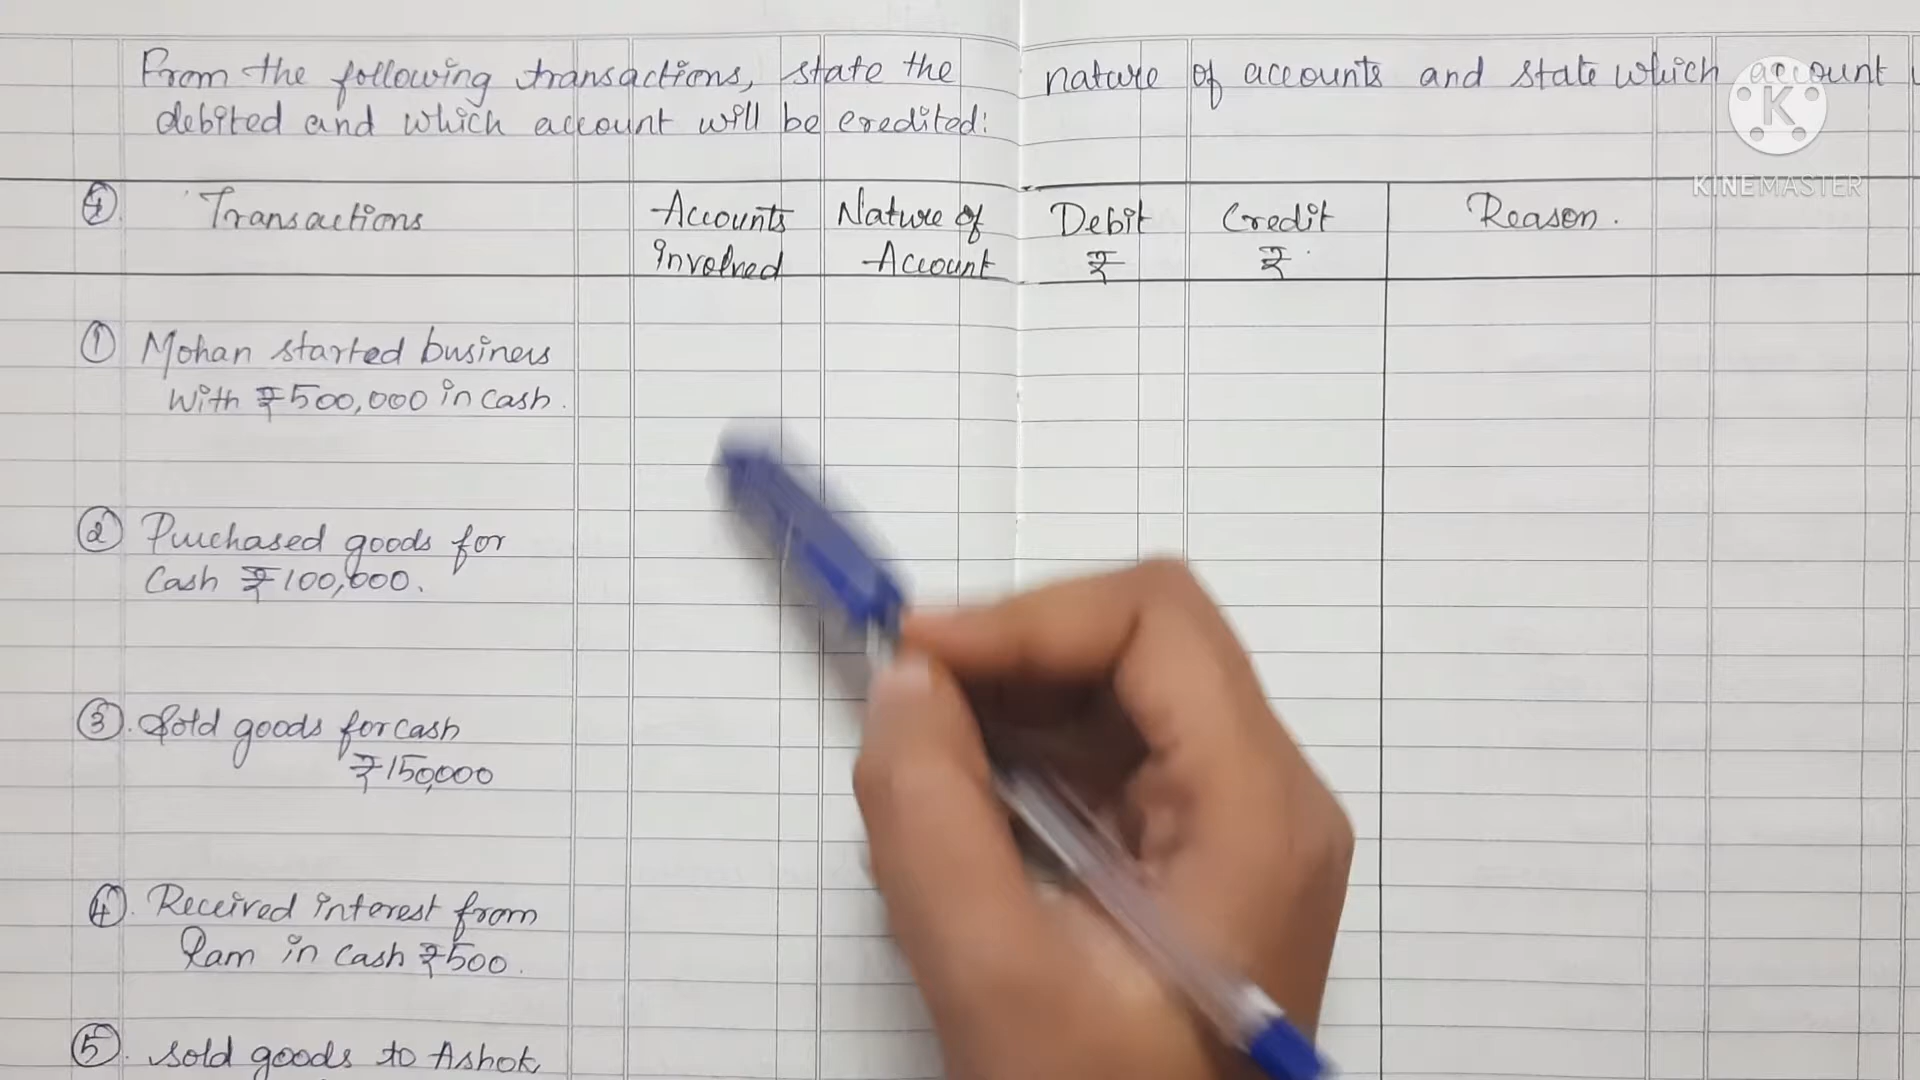 From the following transactions, state the nature of accounts and state which account
debited and which account will be credited:
④ Transactions Accounts Involved Nature of Account Debit ₹ Credit ₹ Reason.
① Mohan started business
with ₹500,000 in cash.
② Purchased goods for
Cash ₹100,000.
③. Sold goods for cash
₹150,000
④. Received interest from
Ram in cash ₹500.
⑤. Sold goods to Ashok
K
KINEMASTER